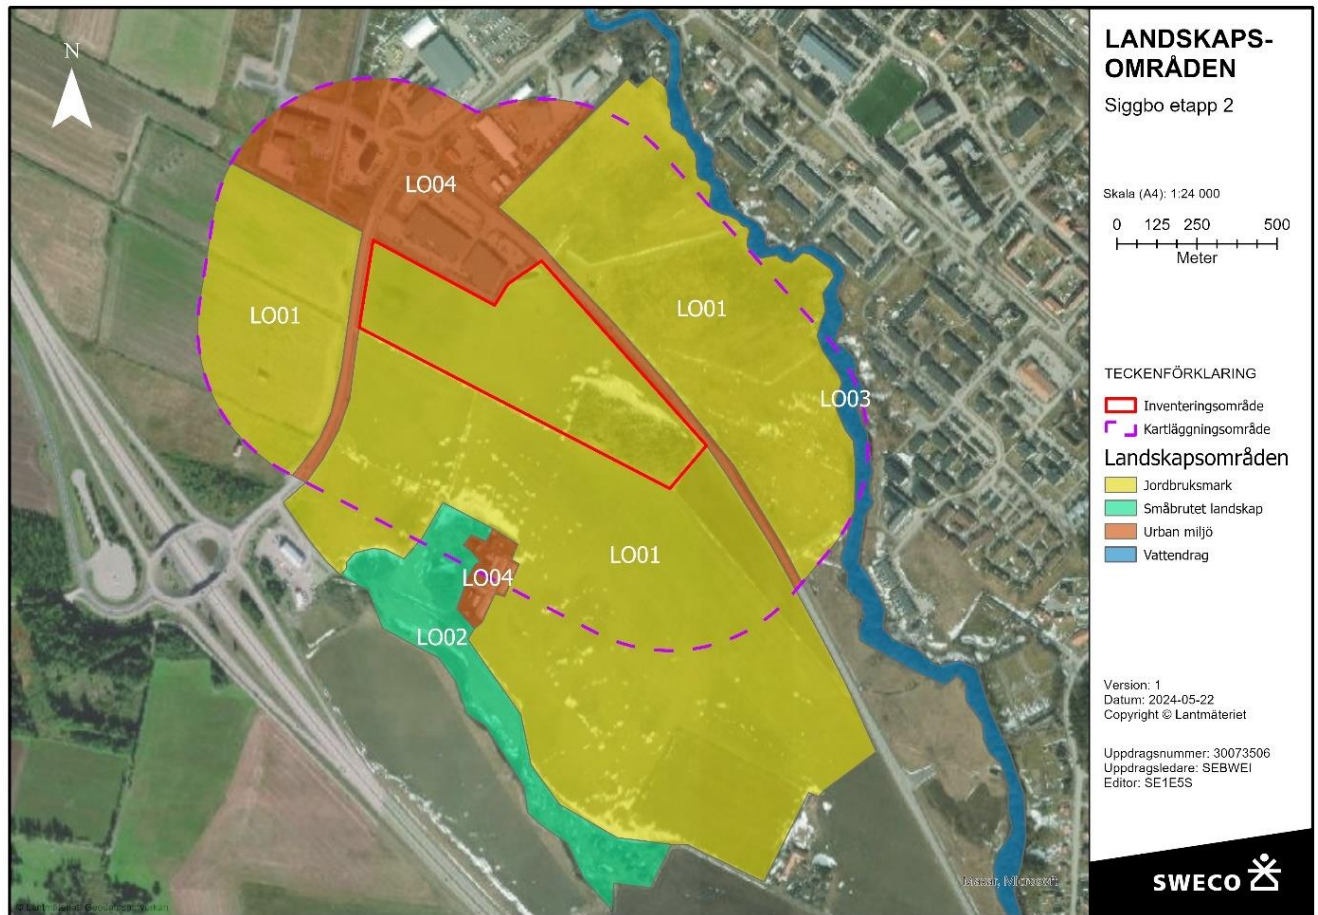 LANDSKAPS-
OMRÅDEN
Siggbo etapp 2
Skala (A4): 1:24 000
0 125 250 500
Meter
TECKENFÖRKLARING
Inventeringsområde
Kartläggningsområde
Landskapsområden
Jordbruksmark
Småbrutet landskap
Urban miljö
Vattendrag
Version: 1
Datum: 2024-05-22
Copyright © Lantmäteriet
Uppdragsnummer: 30073506
Uppdragsledare: SEBWEI
Editor: SE1E5S
SWECO
N
LO04
LO01
LO01
LO03
LO01
LO04
LO02
Maxar, Microsoft